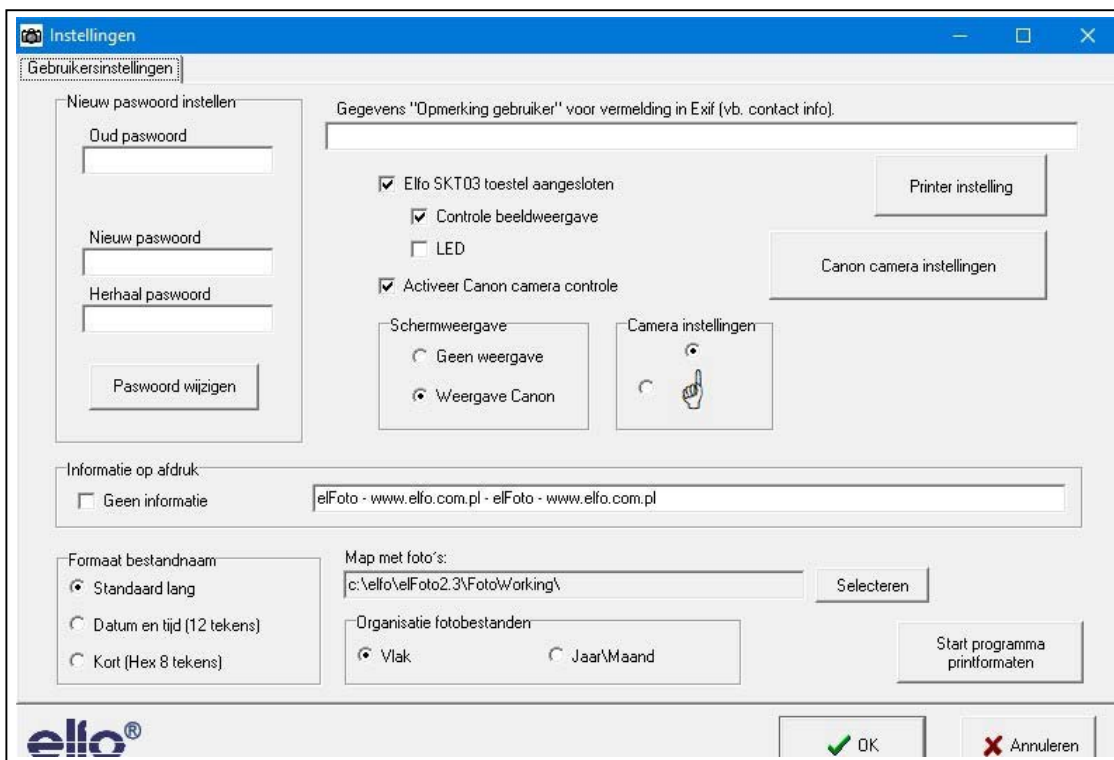 Instellingen
Gebruikersinstellingen
Nieuw paswoord instellen
Oud paswoord
Nieuw paswoord
Herhaal paswoord
Paswoord wijzigen
Gegevens "Opmerking gebruiker" voor vermelding in Exif (vb. contact info).
Elfo SKT03 toestel aangesloten
Controle beeldweergave
LED
Activeer Canon camera controle
Printer instelling
Canon camera instellingen
Schermweergave
Geen weergave
Weergave Canon
Camera instellingen
Informatie op afdruk
Geen informatie
elFoto - www.elfo.com.pl - elFoto - www.elfo.com.pl
Formaat bestandnaam
Standaard lang
Datum en tijd (12 tekens)
Kort (Hex 8 tekens)
Map met foto´s:
c:\elfo\elFoto2.3\FotoWorking\
Selecteren
Organisatie fotobestanden
Vlak
Jaar\Maand
Start programma
printformaten
elfo®
OK
Annuleren